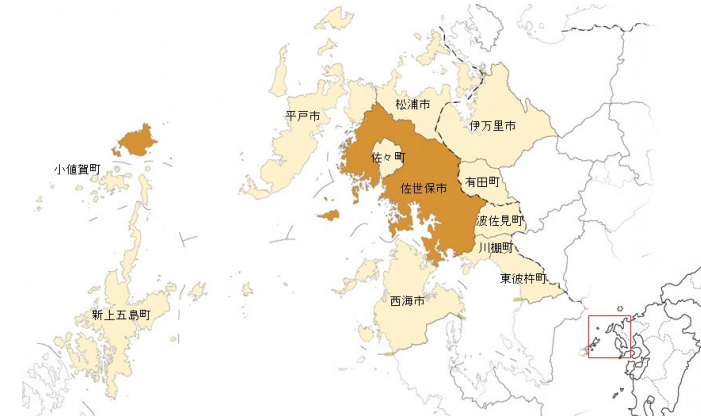 平戸市
松浦市
伊万里市
佐々町
小値賀町
有田町
佐世保市
波佐見町
川棚町
東彼杵町
西海市
新上五島町